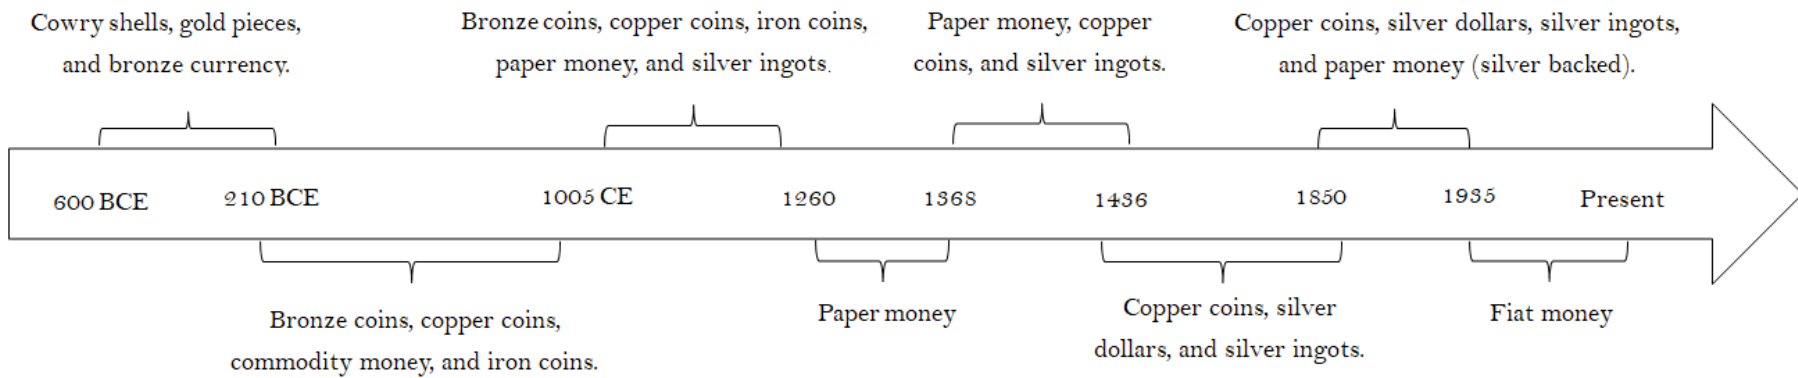 Cowry shells, gold pieces,
and bronze currency.
Bronze coins, copper coins, iron coins,
paper money, and silver ingots.
Paper money, copper
coins, and silver ingots.
Copper coins, silver dollars, silver ingots,
and paper money (silver backed).
600 BCE 210 BCE 1005 CE 1260 1368 1436 1850 1935 Present
Bronze coins, copper coins,
commodity money, and iron coins.
Paper money
Copper coins, silver
dollars, and silver ingots.
Fiat money